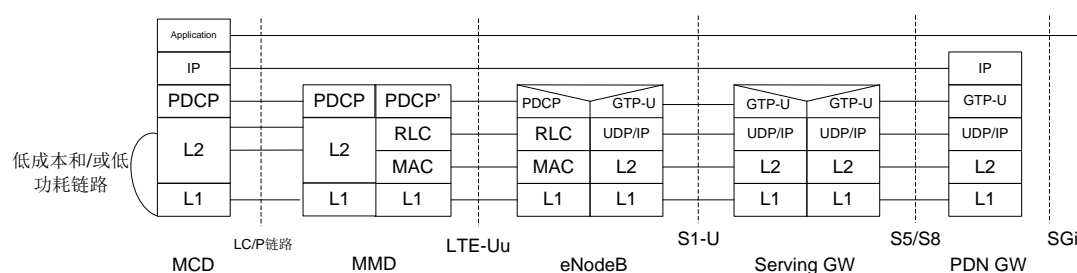 Application
IP
IP
PDCP
PDCP
PDCP'
PDCP
GTP-U
GTP-U
GTP-U
GTP-U
L2
L2
RLC
RLC
UDP/IP
UDP/IP
UDP/IP
UDP/IP
MAC
MAC
L2
L2
L2
L2
L1
L1
L1
L1
L1
L1
L1
L1
低成本和/或低
功耗链路
LC/P链路
LTE-Uu
S1-U
S5/S8
SGi
MCD
MMD
eNodeB
Serving GW
PDN GW